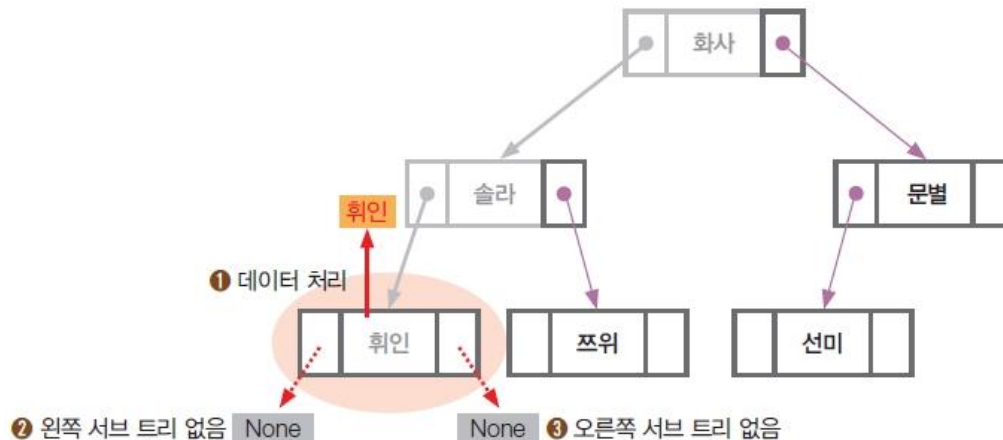 화사
솔라
문별
휘인
❶ 데이터 처리
휘인
쯔위
선미
❷ 왼쪽 서브 트리 없음 None
None ❸ 오른쪽 서브 트리 없음